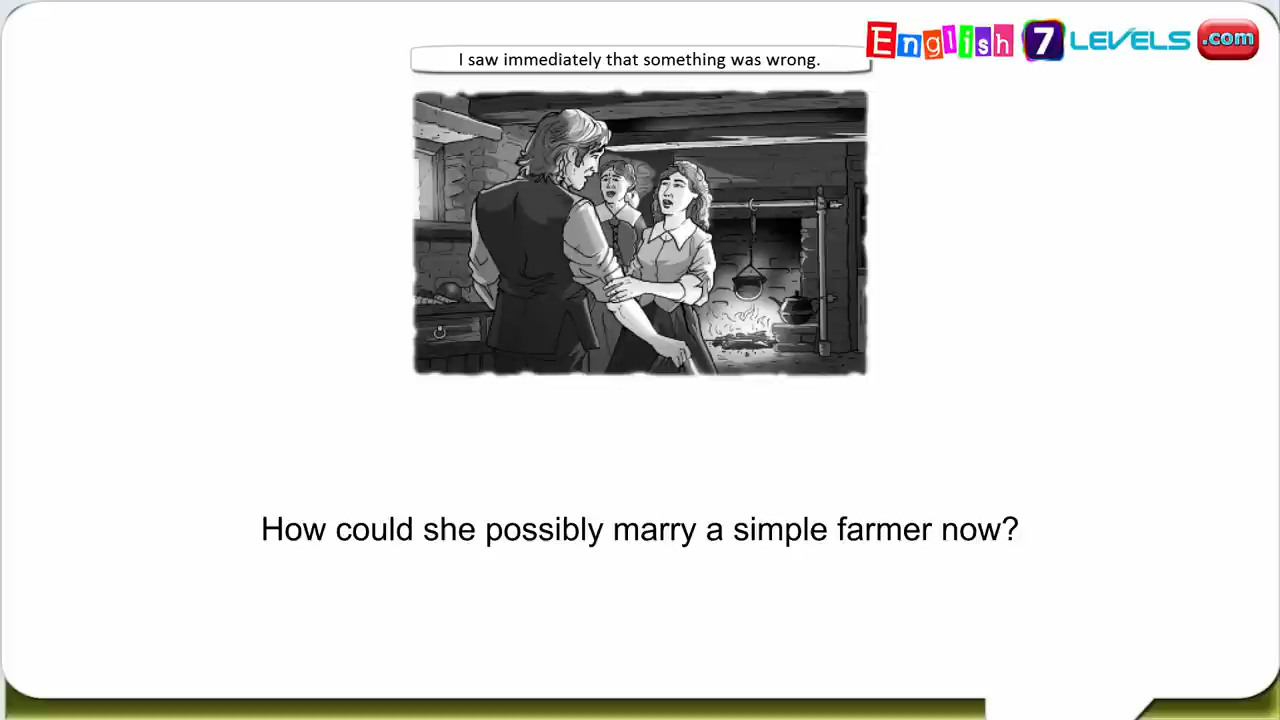 English 7 LEVELS .com
I saw immediately that something was wrong.
How could she possibly marry a simple farmer now?